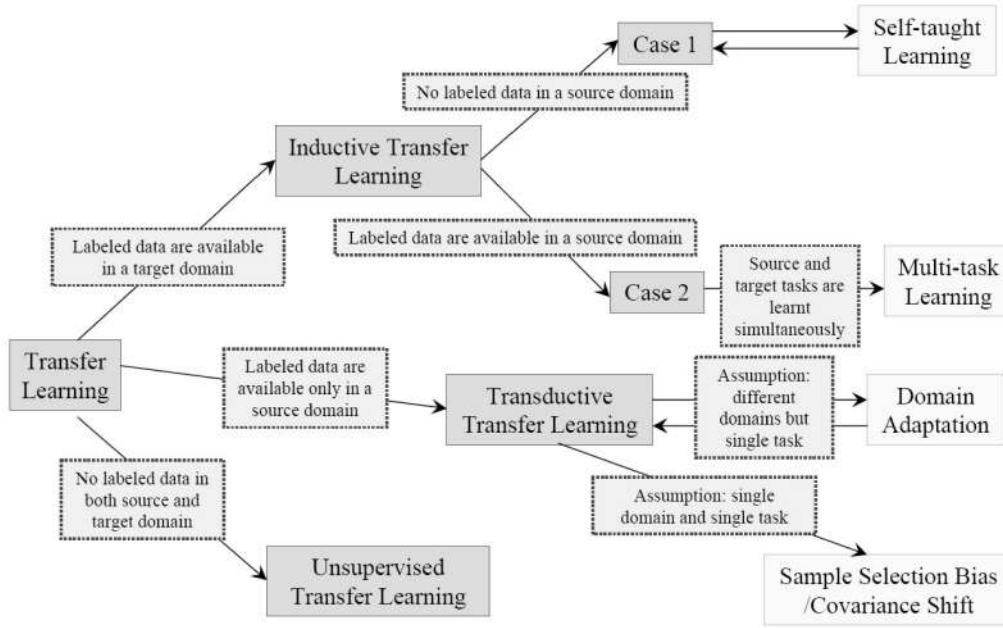 Case 1
Self-taught
Learning
No labeled data in a source domain
Inductive Transfer
Learning
Labeled data are available
in a target domain
Labeled data are available in a source domain
Case 2
Source and
target tasks are
learnt
simultaneously
Multi-task
Learning
Transfer
Learning
Labeled data are
available only in a
source domain
Transductive
Transfer Learning
Assumption:
different
domains but
single task
Domain
Adaptation
No labeled data in
both source and
target domain
Assumption: single
domain and single task
Unsupervised
Transfer Learning
Sample Selection Bias
/Covariance Shift